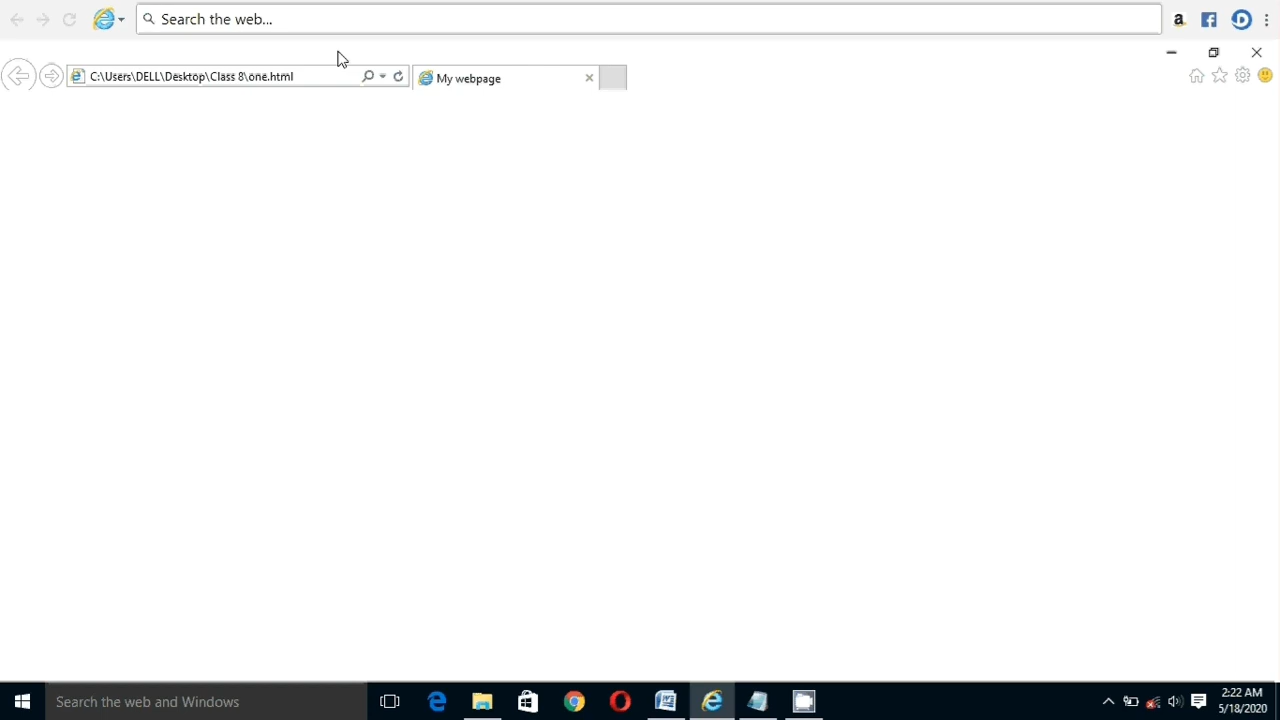 Search the web...
C:\Users\DELL\Desktop\Class 8\one.html
My webpage
Search the web and Windows
2:22 AM
5/18/2020